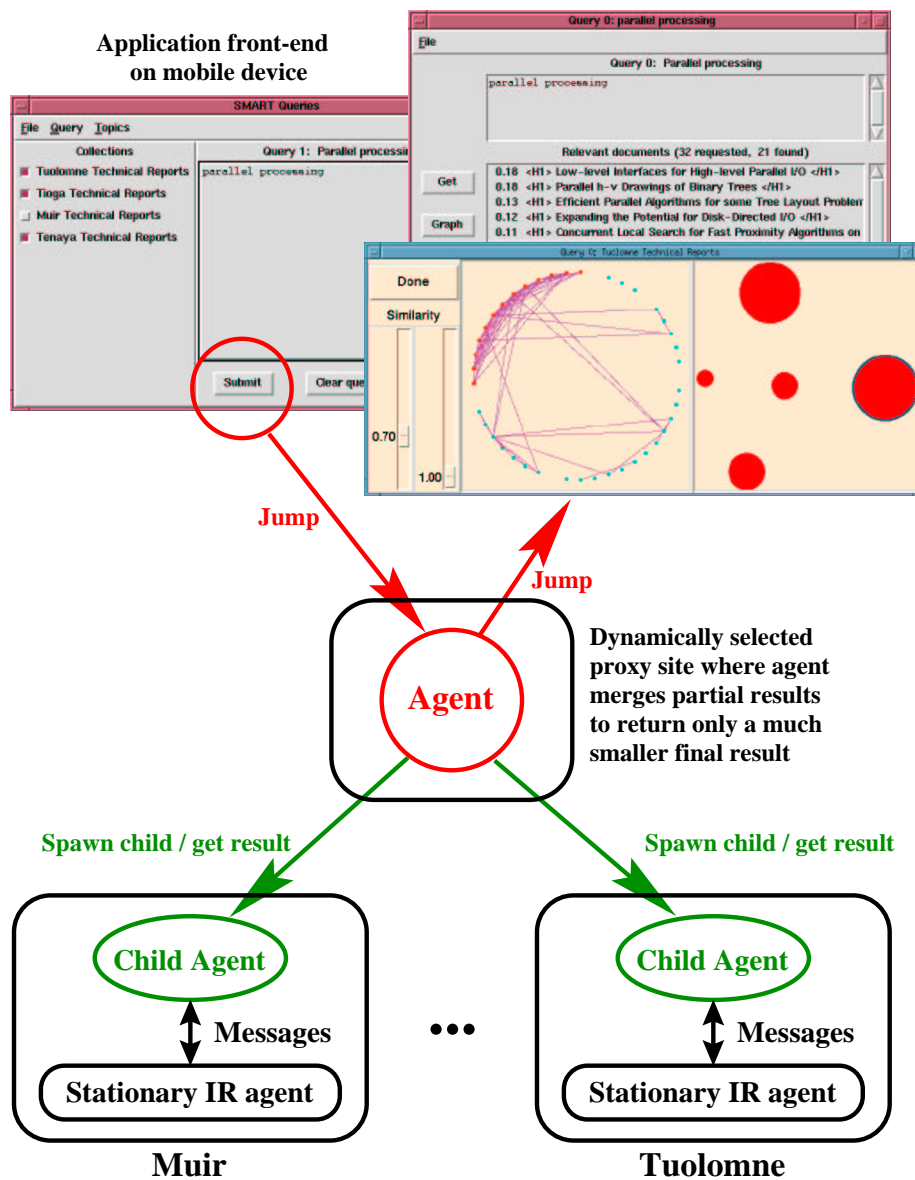 Application front-end
on mobile device
Query 0: parallel processing
File
Query 0: Parallel processing
parallel processing
Relevant documents (32 requested, 21 found)
Get
Graph
0.18 <H1> Low-level Interfaces for High-level Parallel I/O </H1>
0.18 <H1> Parallel h-v Drawings of Binary Trees </H1>
0.13 <H1> Efficient Parallel Algorithms for some Tree Layout Problem
0.12 <H1> Expanding the Potential for Disk-Directed I/O </H1>
0.11 <H1> Concurrent Local Search for Fast Proximity Algorithms on
SMART Queries
File Query Topics
Collections
Tuolomne Technical Reports
Tioga Technical Reports
Muir Technical Reports
Tenaya Technical Reports
Query 1: Parallel processin
parallel processing
Submit
Clear que
Query 0: Tuolomne Technical Reports
Done
Similarity
0.70
1.00
Jump
Jump
Agent
Dynamically selected
proxy site where agent
merges partial results
to return only a much
smaller final result
Spawn child / get result
Spawn child / get result
Child Agent
Messages
Stationary IR agent
Muir
•••
Child Agent
Messages
Stationary IR agent
Tuolomne